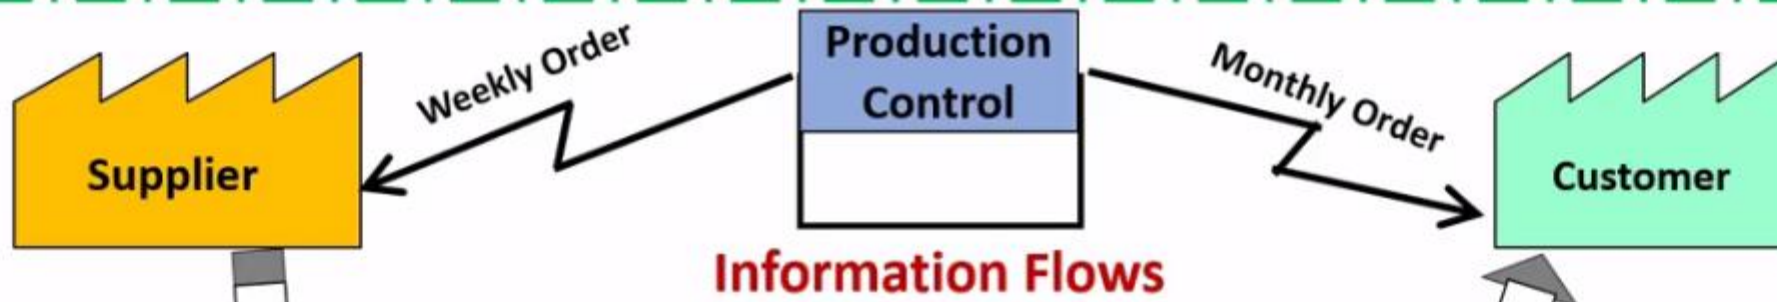 Production
Control
Weekly Order
Monthly Order
Supplier
Customer
Information Flows